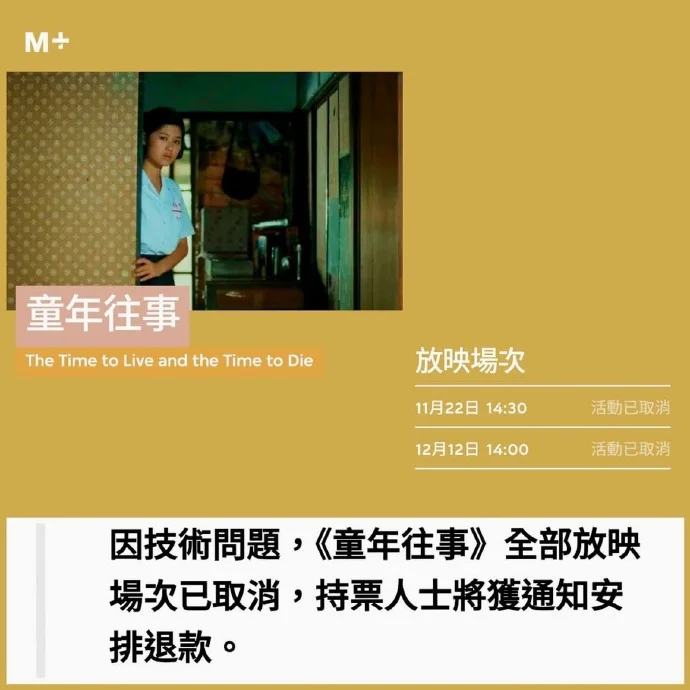 M+
童年往事
The Time to Live and the Time to Die
放映場次
11月22日 14:30 活動已取消
12月12日 14:00 活動已取消
因技術問題，《童年往事》全部放映
場次已取消，持票人士將獲通知安
排退款。